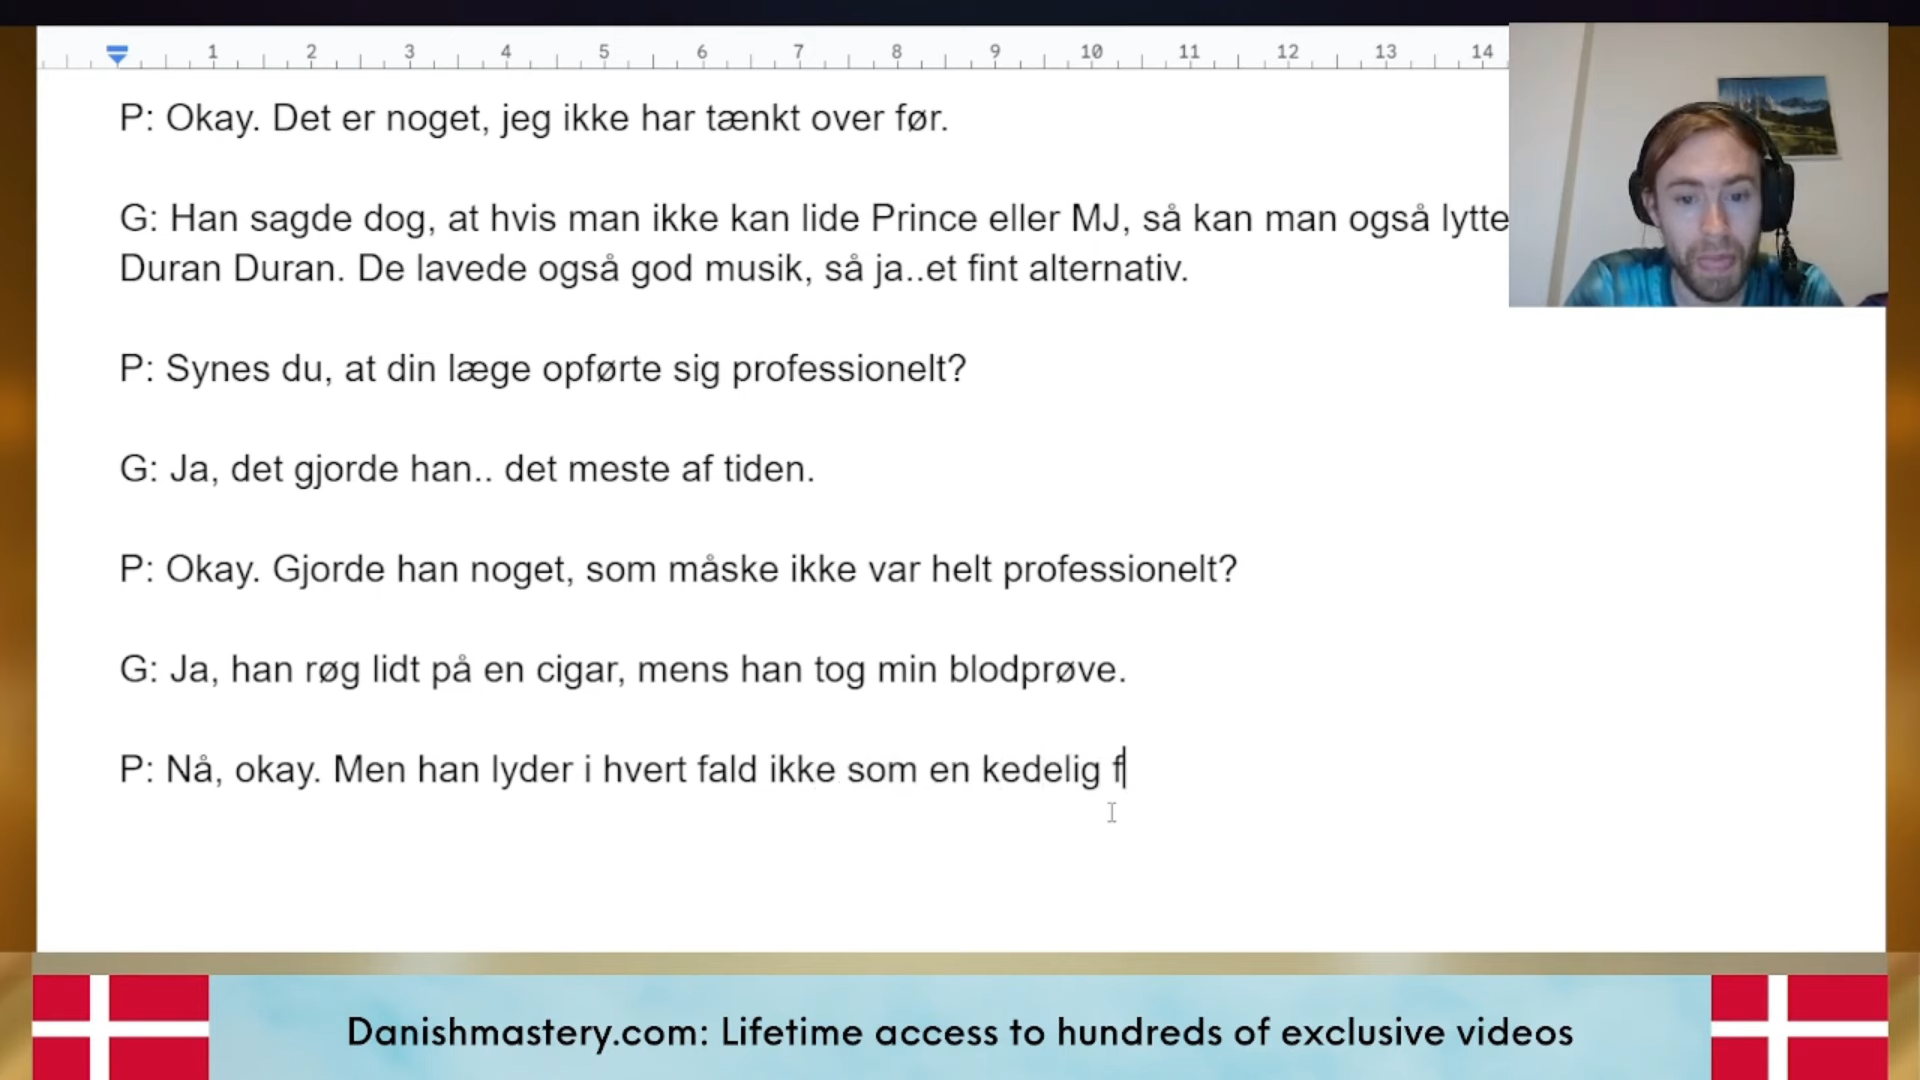 1 2 3 4 5 6 7 8 9 10 11 12 13 14
P: Okay. Det er noget, jeg ikke har tænkt over før.
G: Han sagde dog, at hvis man ikke kan lide Prince eller MJ, så kan man også lytte
Duran Duran. De lavede også god musik, så ja..et fint alternativ.
P: Synes du, at din læge opførte sig professionelt?
G: Ja, det gjorde han.. det meste af tiden.
P: Okay. Gjorde han noget, som måske ikke var helt professionelt?
G: Ja, han røg lidt på en cigar, mens han tog min blodprøve.
P: Nå, okay. Men han lyder i hvert fald ikke som en kedelig f
Danishmastery.com: Lifetime access to hundreds of exclusive videos